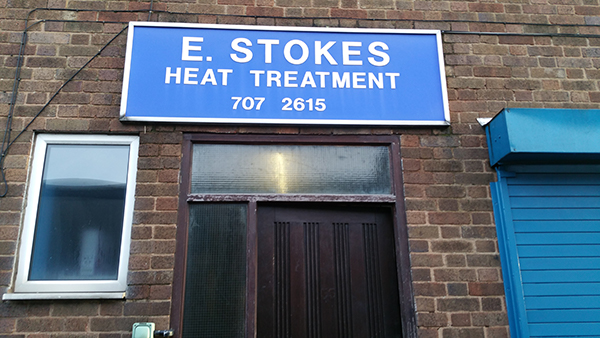 E. STOKES
HEAT TREATMENT
707 2615